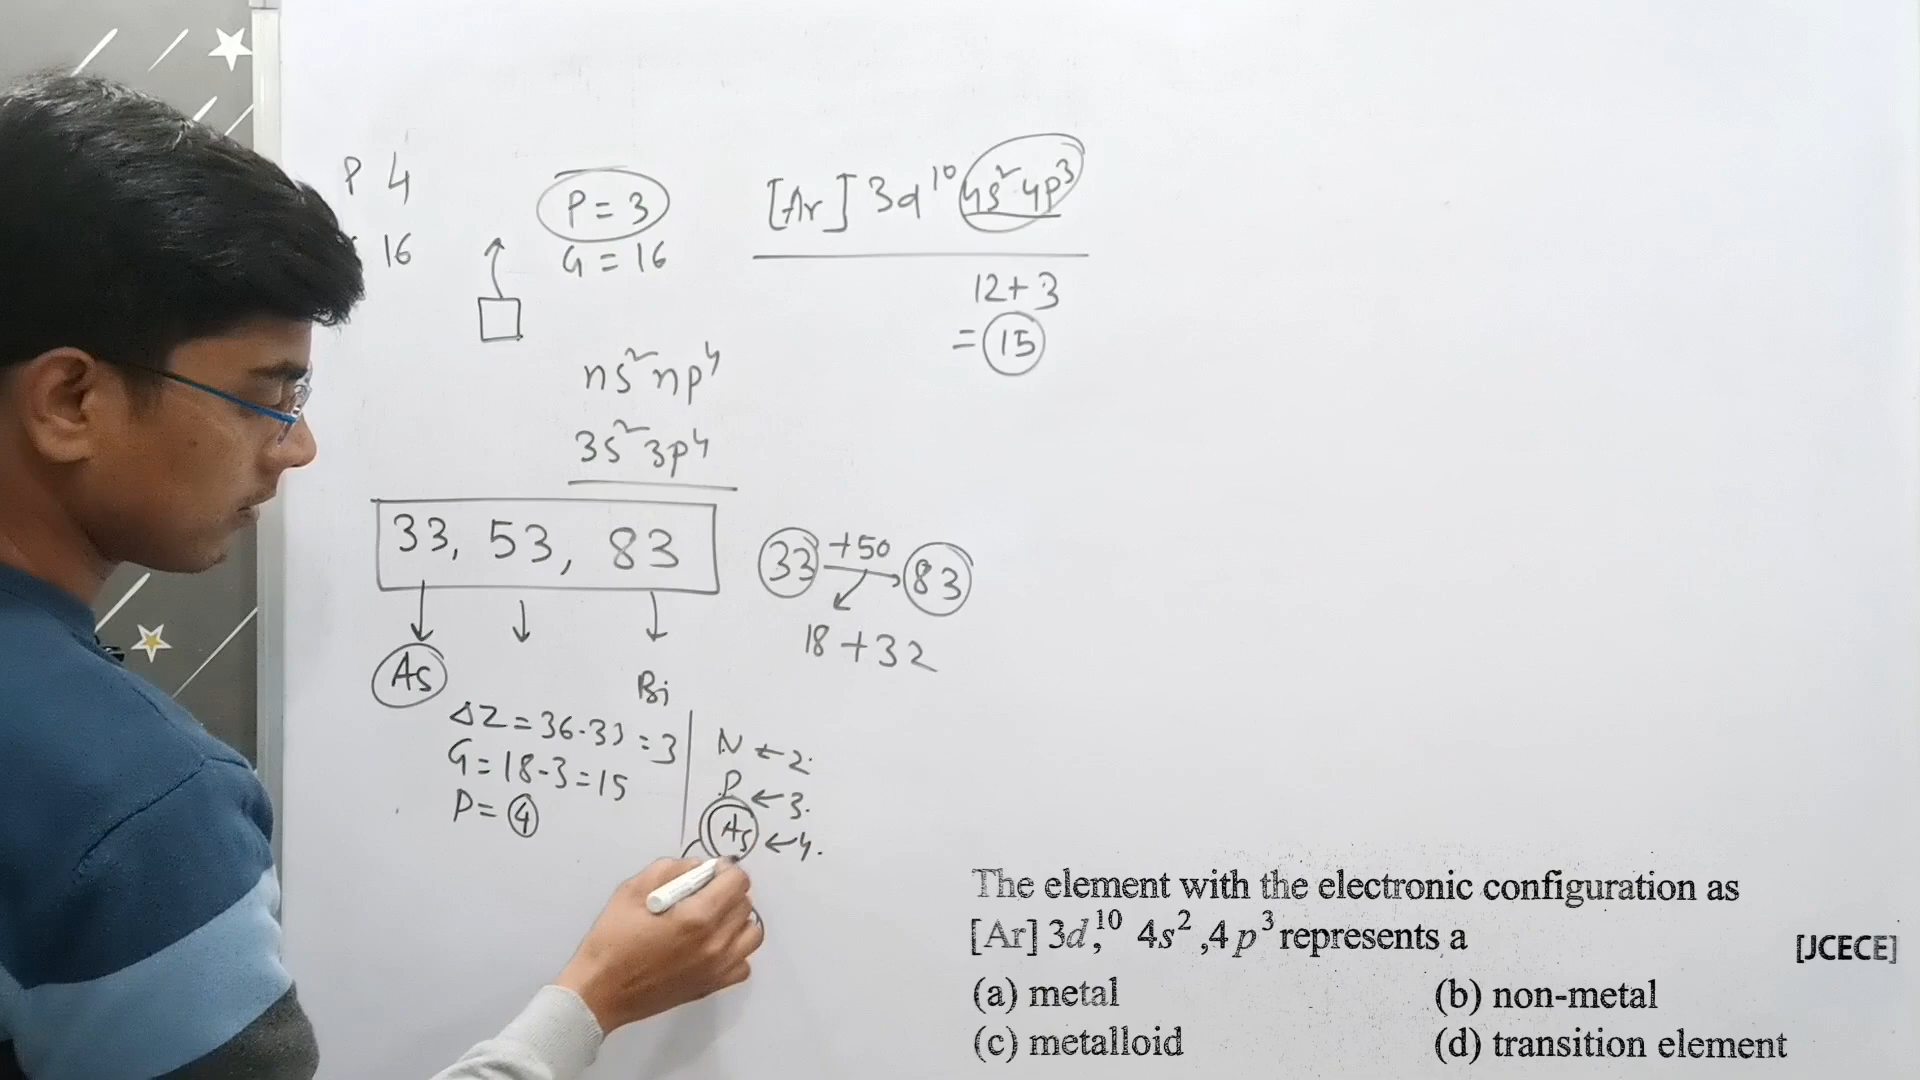 P 4
16
P = 3
G = 16
[Ar] 3d¹⁰ 4s² 4p³
12+3
= 15
ns² np⁴
3s² 3p⁴
33, 53, 83
33 +50 83
18 + 32
As
Bi
ΔZ = 36-33 = 3
G = 18-3 = 15
P = 4
N ← 2.
P ← 3.
As ← 4.
The element with the electronic configuration as
[Ar] 3d,¹⁰ 4s² ,4p³ represents a
[JCECE]
(a) metal (b) non-metal
(c) metalloid (d) transition element